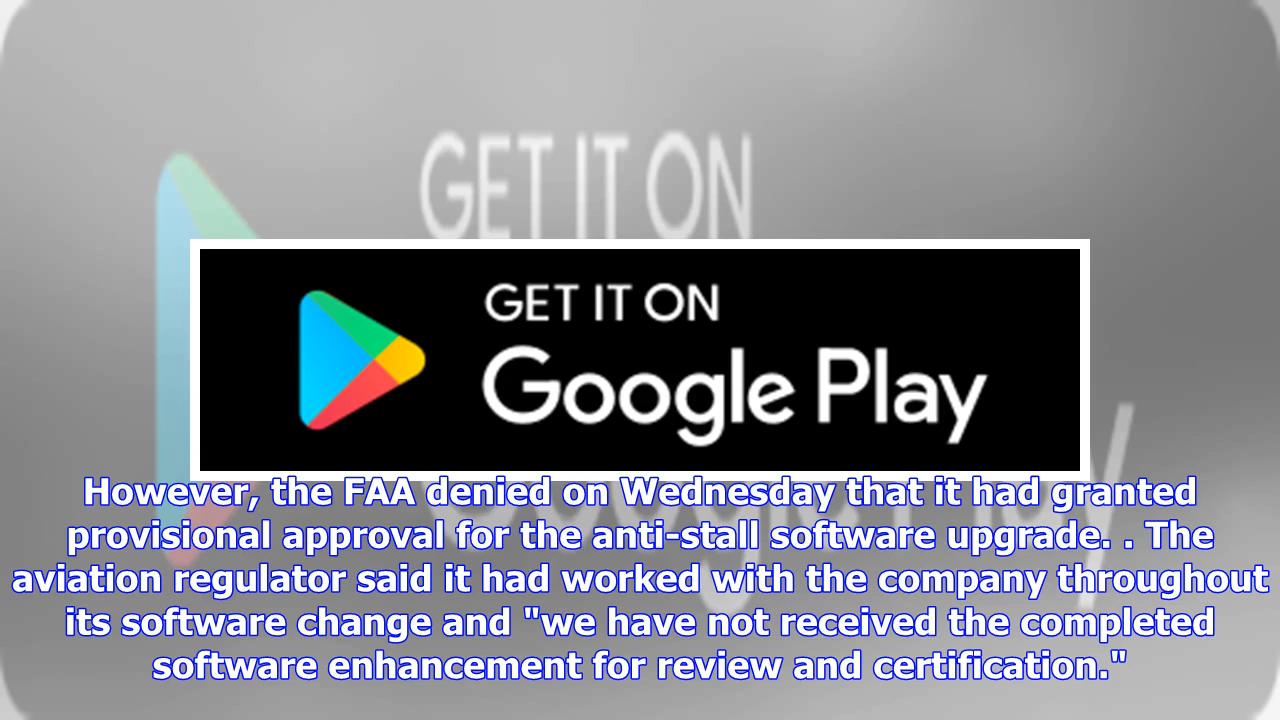 GET IT ON
GET IT ON
Google Play
However, the FAA denied on Wednesday that it had granted
provisional approval for the anti-stall software upgrade. . The
aviation regulator said it had worked with the company throughout
its software change and "we have not received the completed
software enhancement for review and certification."